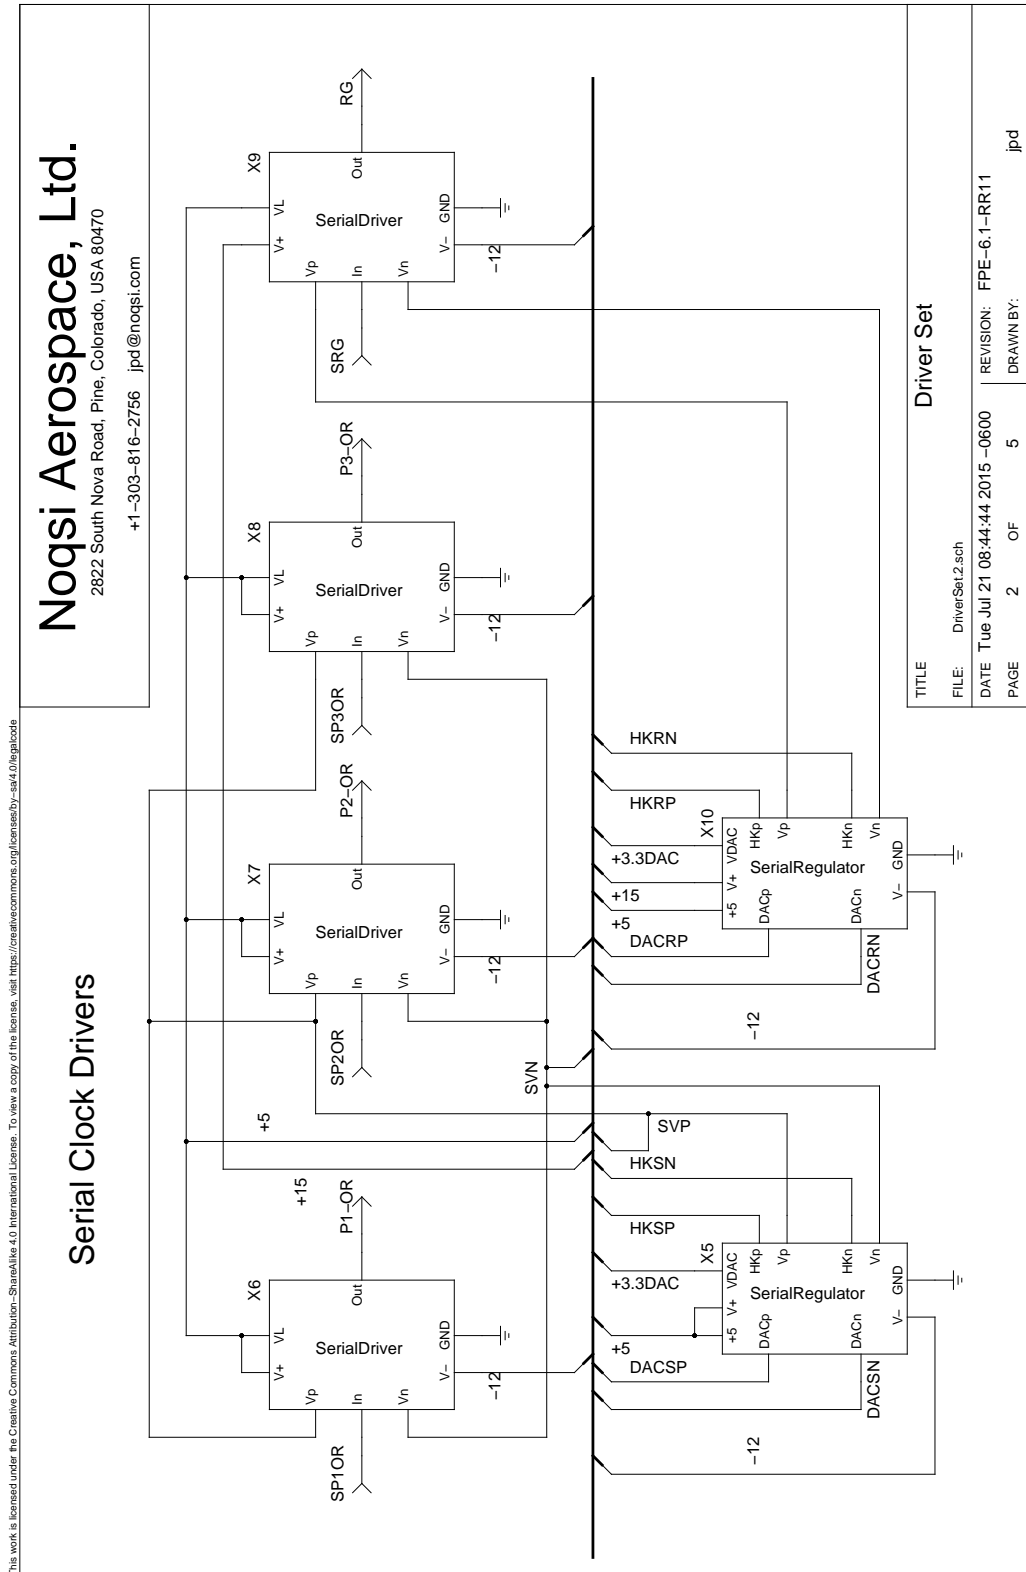 This work is licensed under the Creative Commons Attribution−ShareAlike 4.0 International License. To view a copy of the license, visit https://creativecommons.org/licenses/by−sa/4.0/legalcode
Noqsi Aerospace, Ltd.
2822 South Nova Road, Pine, Colorado, USA 80470
+1−303−816−2756 jpd@noqsi.com
Serial Clock Drivers
+5
+15
X6
SerialDriver
V+
VL
Vp
In
Vn
Out
V−
GND
SP1OR
P1−OR
−12
X7
SerialDriver
V+
VL
Vp
In
Vn
Out
V−
GND
SP2OR
P2−OR
−12
X8
SerialDriver
V+
VL
Vp
In
Vn
Out
V−
GND
SP3OR
P3−OR
−12
X9
SerialDriver
V+
VL
Vp
In
Vn
Out
V−
GND
SRG
RG
−12
SVN
SVP
−12
DACSN
DACSP
+5
+3.3DAC
HKSP
HKSN
X5
SerialRegulator
+5
V+
VDAC
DACp
DACn
HKp
Vp
HKn
Vn
V−
GND
−12
DACRN
DACRP
+5
+15
+3.3DAC
HKRP
HKRN
X10
SerialRegulator
+5
V+
VDAC
DACp
DACn
HKp
Vp
HKn
Vn
V−
GND
TITLE
Driver Set
FILE: DriverSet.2.sch
DATE Tue Jul 21 08:44:44 2015 −0600
REVISION: FPE−6.1−RR11
PAGE 2 OF 5
DRAWN BY: jpd